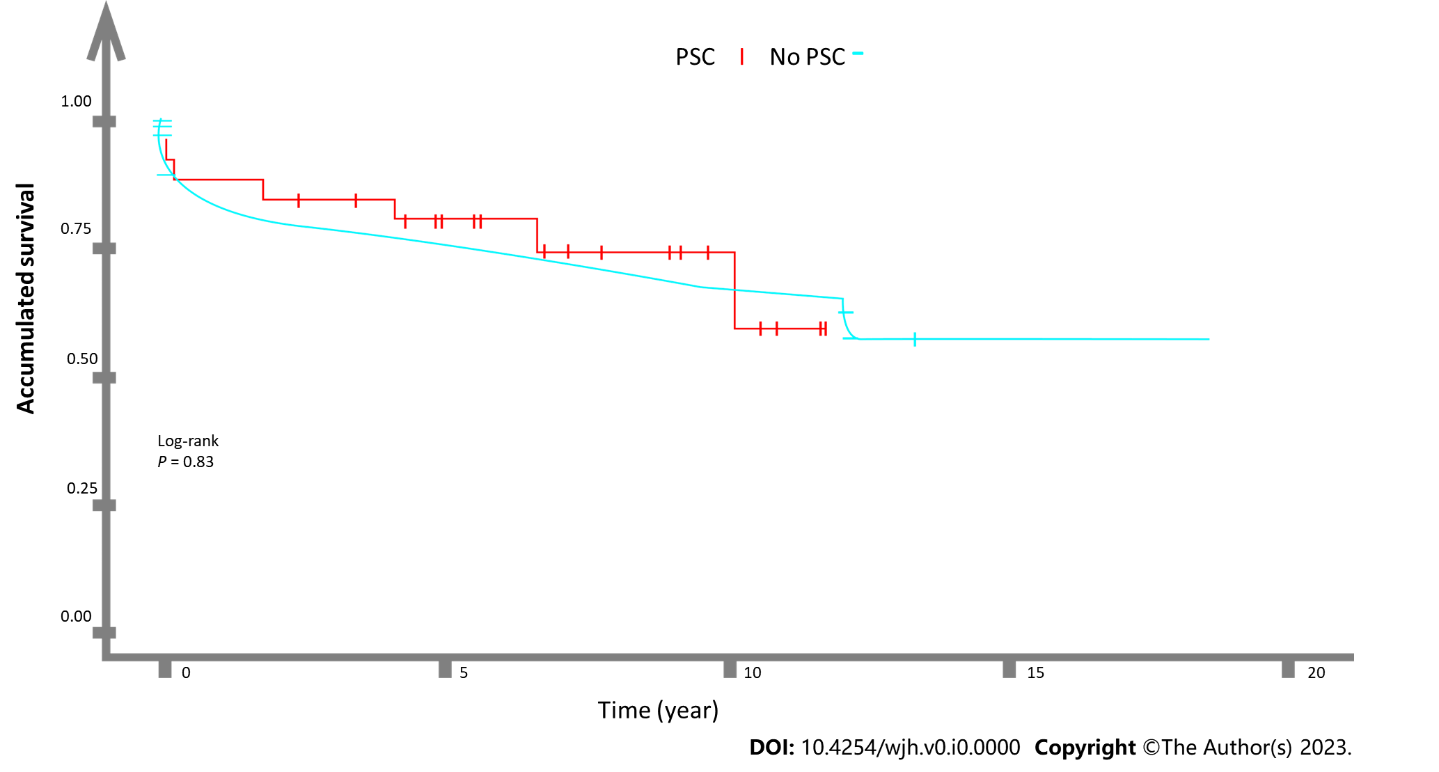 PSC No PSC
1.00
0.75
0.50
0.25
0.00
Accumulated survival
Log-rank
P = 0.83
0 5 10 15 20
Time (year)
DOI: 10.4254/wjh.v0.i0.0000 Copyright ©The Author(s) 2023.